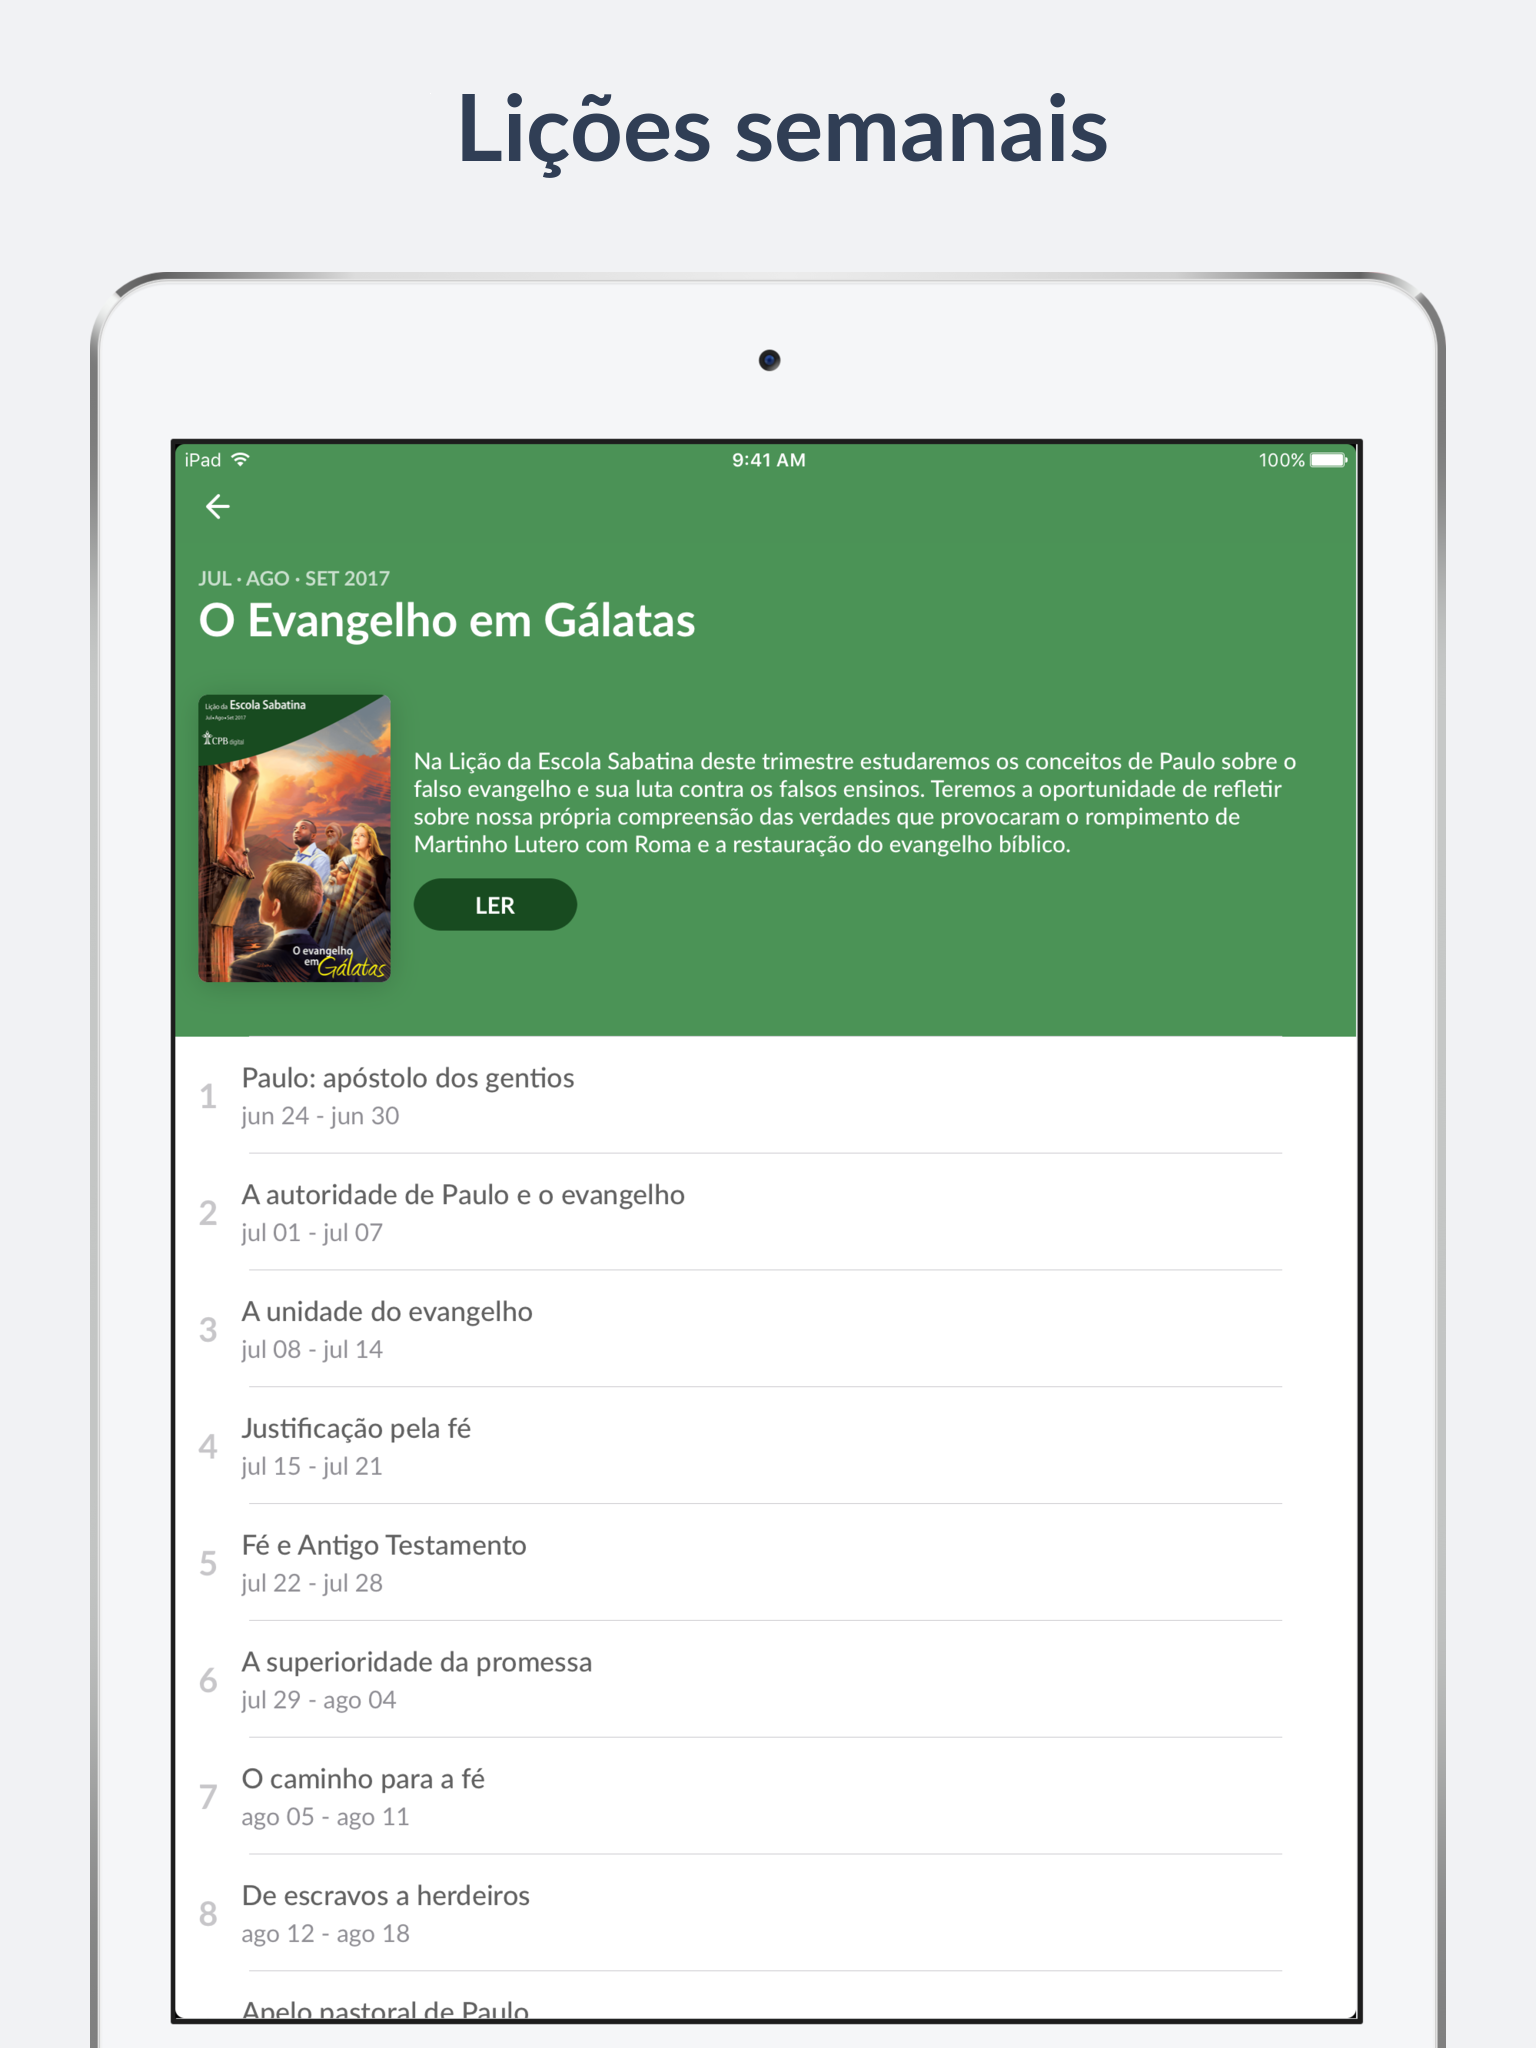 Lições semanais
iPad
9:41 AM
100%
JUL · AGO · SET 2017
O Evangelho em Gálatas
Lição da Escola Sabatina
Jul•Ago•Set 2017
CPB digital
O evangelho
em Gálatas
Na Lição da Escola Sabatina deste trimestre estudaremos os conceitos de Paulo sobre o
falso evangelho e sua luta contra os falsos ensinos. Teremos a oportunidade de refletir
sobre nossa própria compreensão das verdades que provocaram o rompimento de
Martinho Lutero com Roma e a restauração do evangelho bíblico.
LER
1
Paulo: apóstolo dos gentios
jun 24 - jun 30
2
A autoridade de Paulo e o evangelho
jul 01 - jul 07
3
A unidade do evangelho
jul 08 - jul 14
4
Justificação pela fé
jul 15 - jul 21
5
Fé e Antigo Testamento
jul 22 - jul 28
6
A superioridade da promessa
jul 29 - ago 04
7
O caminho para a fé
ago 05 - ago 11
8
De escravos a herdeiros
ago 12 - ago 18
Apelo pastoral de Paulo